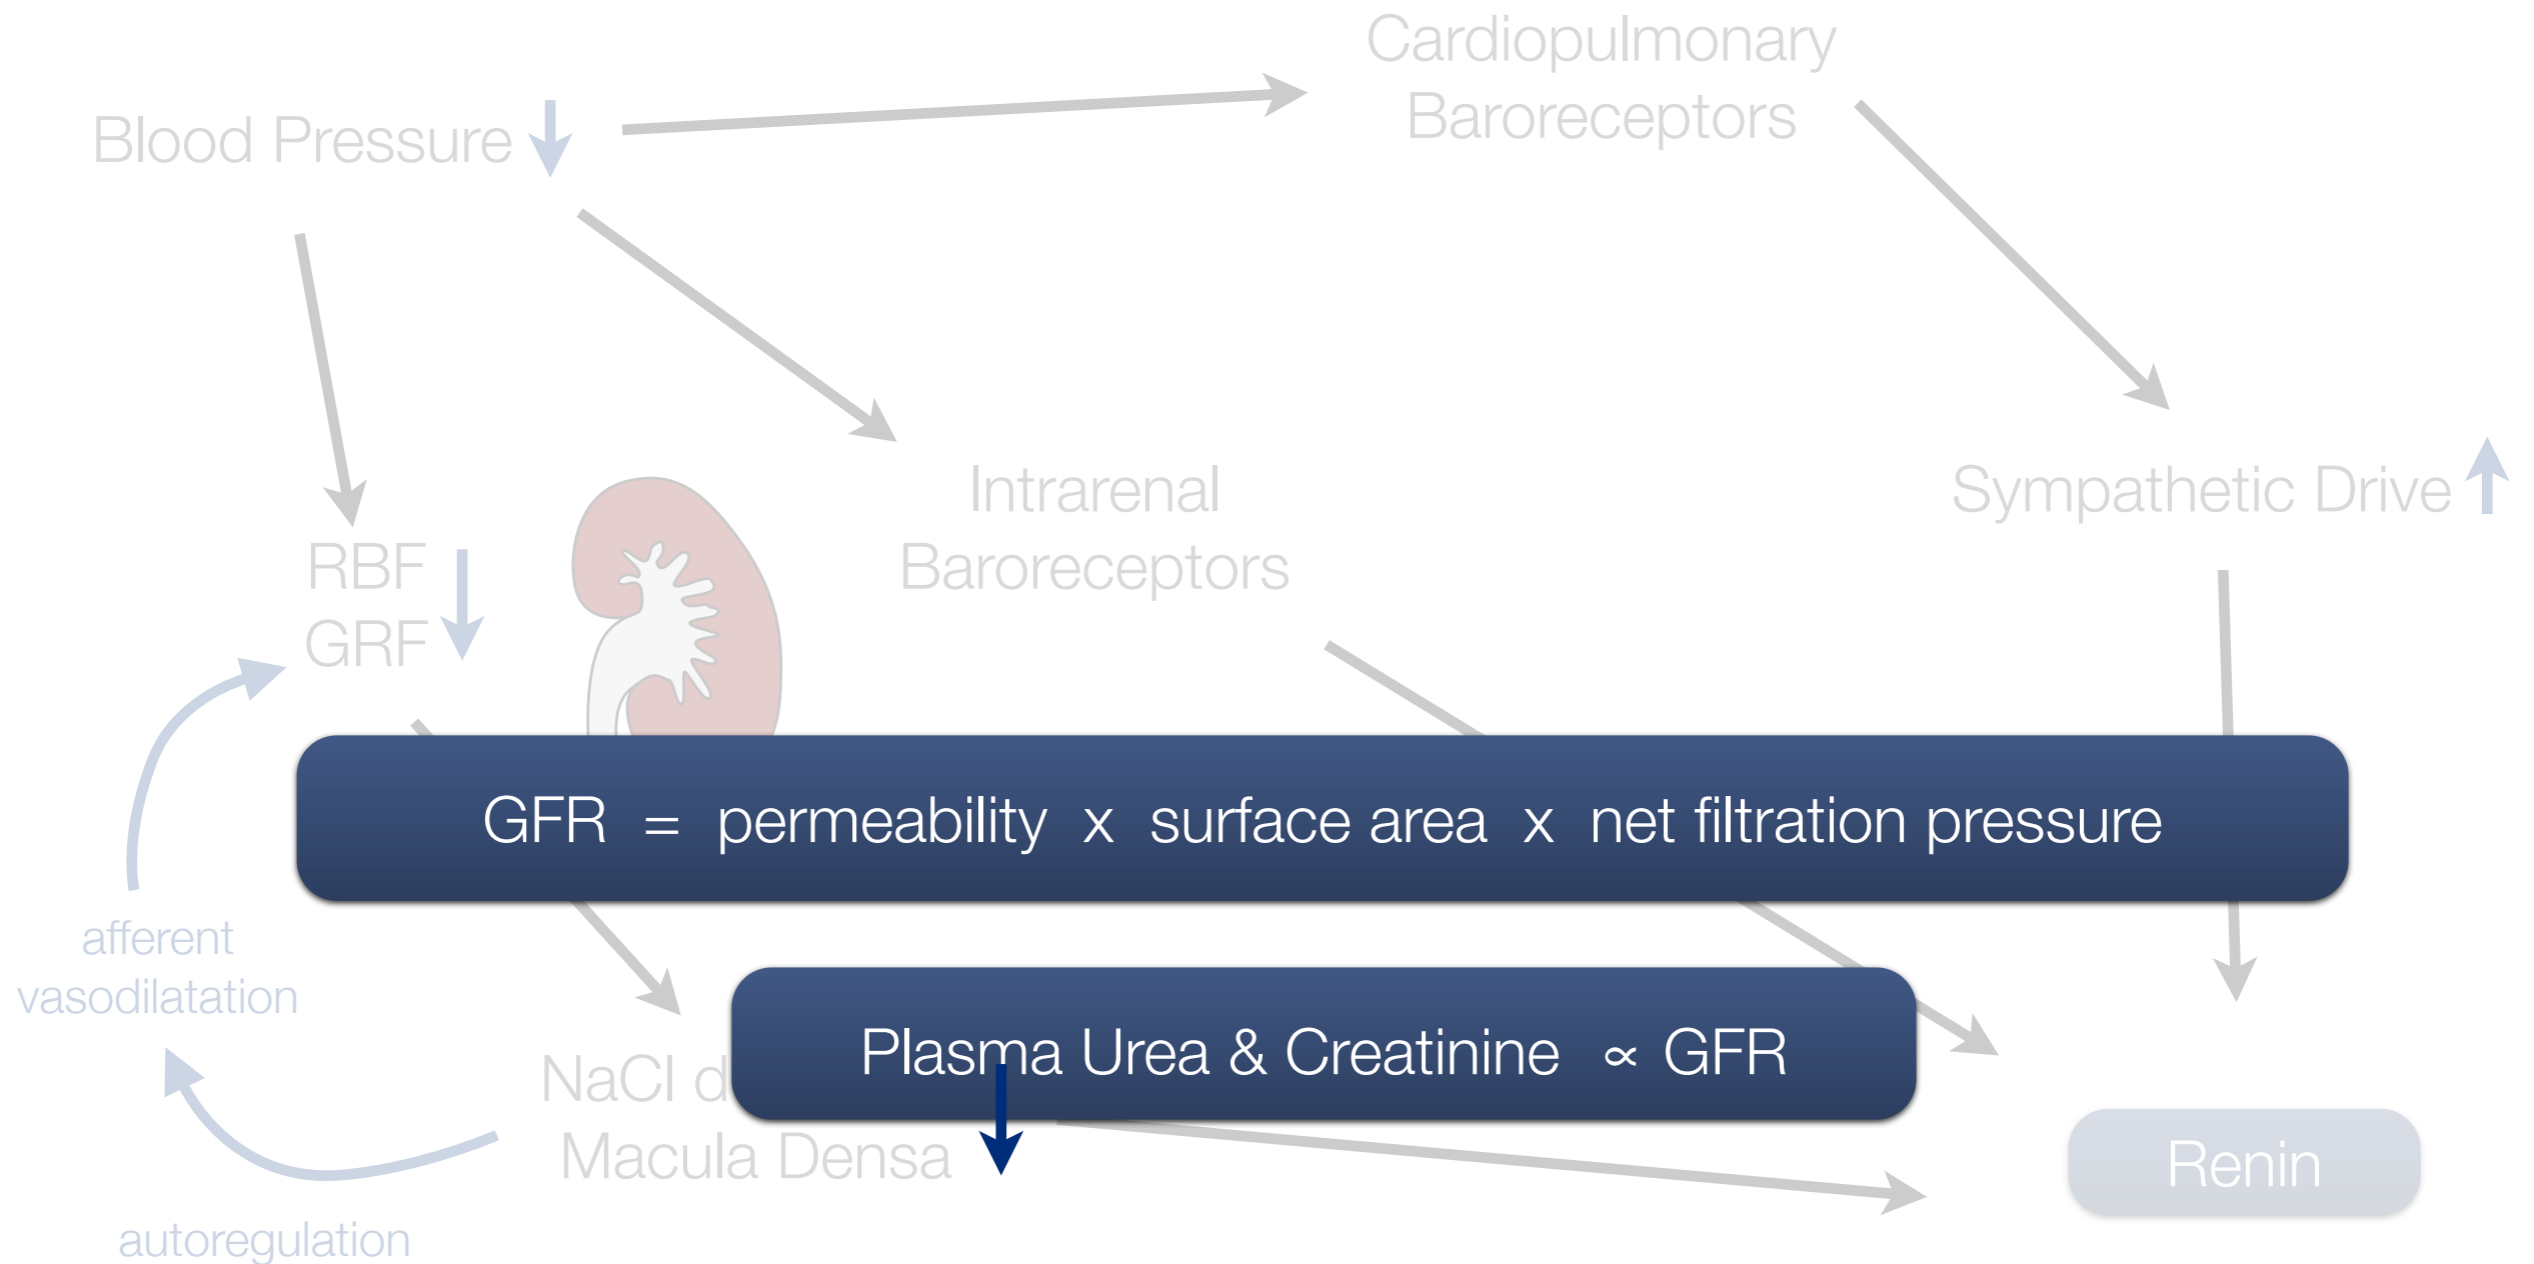 Cardiopulmonary
Baroreceptors
Blood Pressure
Intrarenal
Baroreceptors
Sympathetic Drive
RBF
GRF
GFR = permeability x surface area x net filtration pressure
afferent
vasodilatation
Plasma Urea & Creatinine ∝ GFR
NaCl d
Macula Densa
Renin
autoregulation